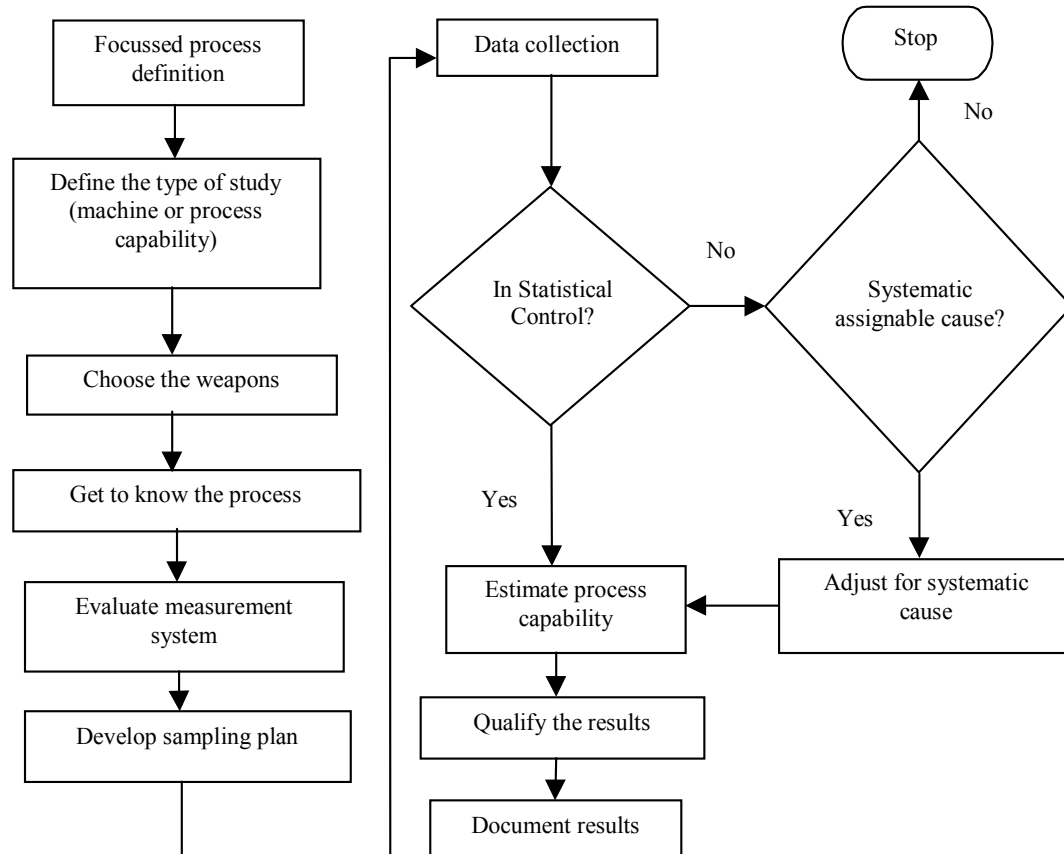 Focussed process
definition
Define the type of study
(machine or process
capability)
Choose the weapons
Get to know the process
Evaluate measurement
system
Develop sampling plan
Data collection
In Statistical
Control?
No
Yes
Systematic
assignable cause?
No
Stop
Yes
Adjust for systematic
cause
Estimate process
capability
Qualify the results
Document results